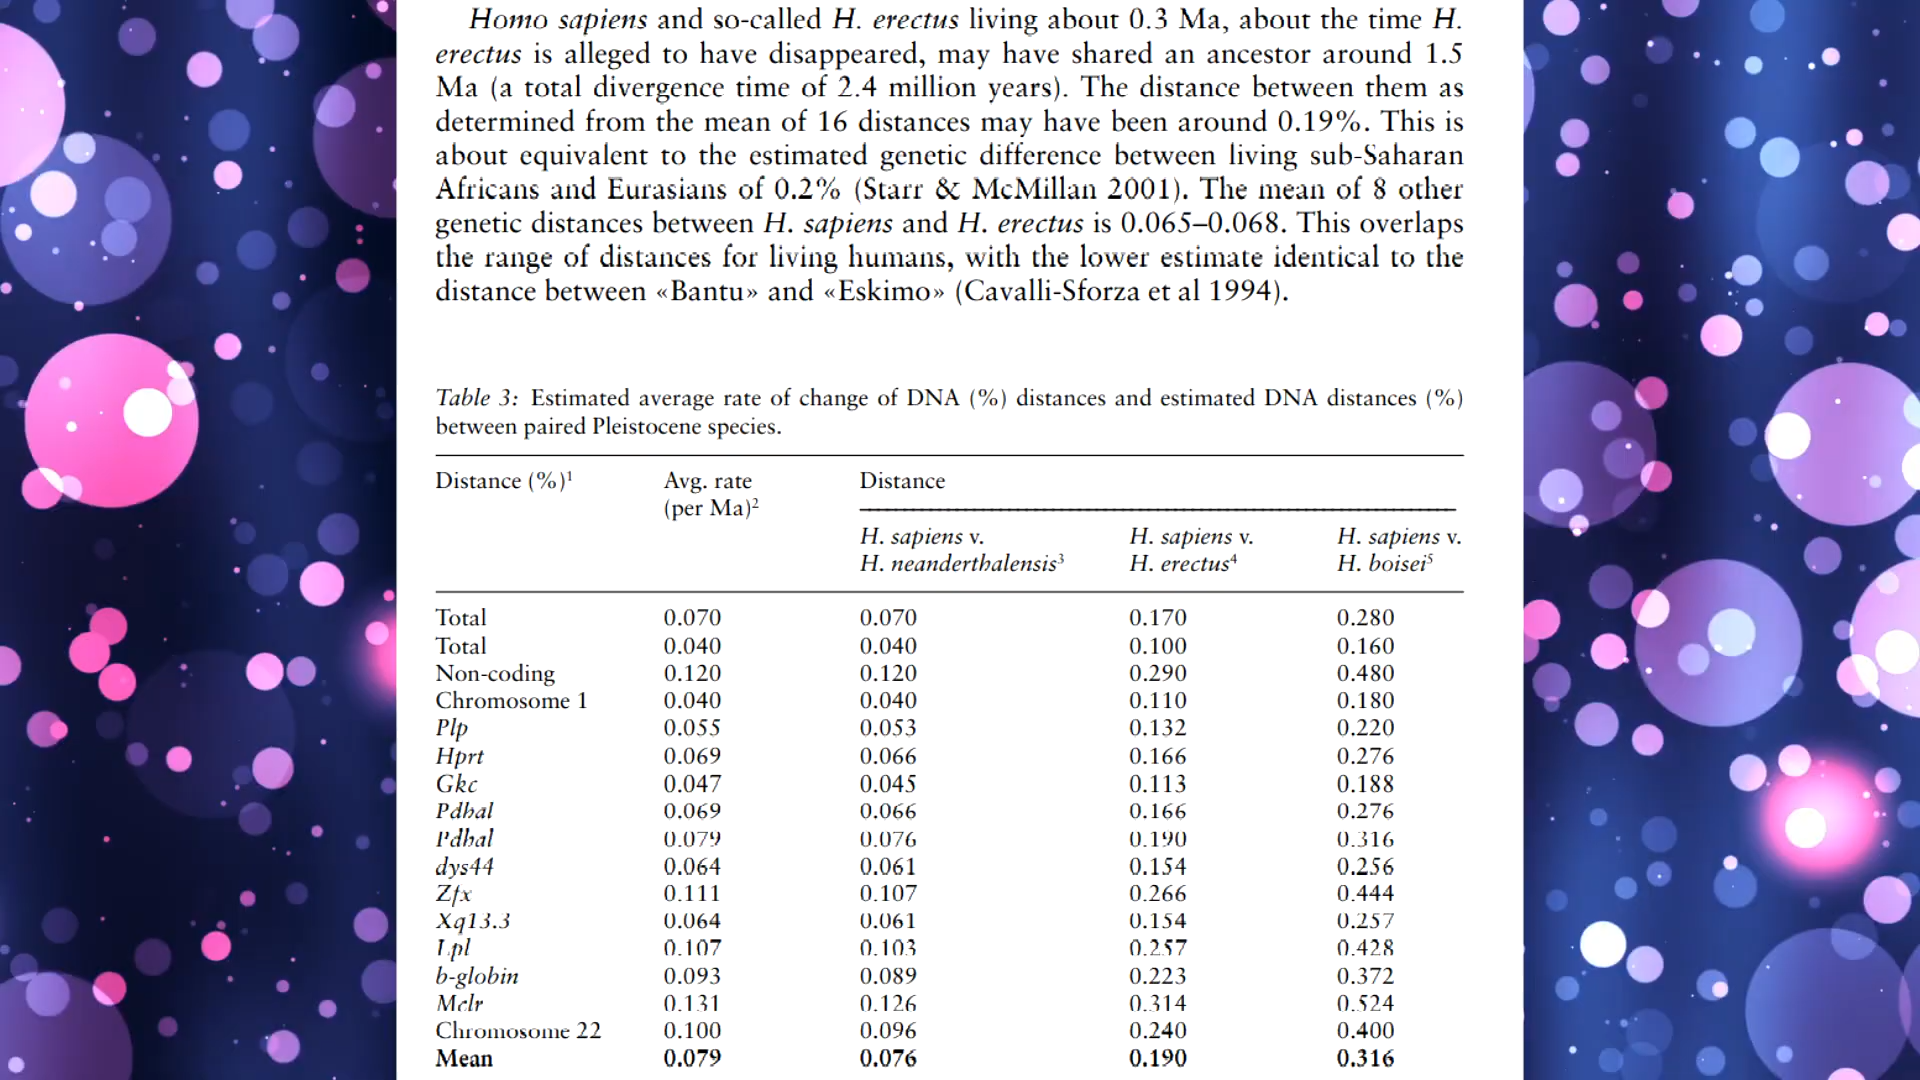 Homo sapiens and so-called H. erectus living about 0.3 Ma, about the time H.
erectus is alleged to have disappeared, may have shared an ancestor around 1.5
Ma (a total divergence time of 2.4 million years). The distance between them as
determined from the mean of 16 distances may have been around 0.19%. This is
about equivalent to the estimated genetic difference between living sub-Saharan
Africans and Eurasians of 0.2% (Starr & McMillan 2001). The mean of 8 other
genetic distances between H. sapiens and H. erectus is 0.065–0.068. This overlaps
the range of distances for living humans, with the lower estimate identical to the
distance between «Bantu» and «Eskimo» (Cavalli-Sforza et al 1994).
Table 3: Estimated average rate of change of DNA (%) distances and estimated DNA distances (%)
between paired Pleistocene species.
Distance (%)¹ Avg. rate Distance
(per Ma)²
H. sapiens v. H. sapiens v. H. sapiens v.
H. neanderthalensis³ H. erectus⁴ H. boisei⁵
Total 0.070 0.070 0.170 0.280
Total 0.040 0.040 0.100 0.160
Non-coding 0.120 0.120 0.290 0.480
Chromosome 1 0.040 0.040 0.110 0.180
Plp 0.055 0.053 0.132 0.220
Hprt 0.069 0.066 0.166 0.276
Gkc 0.047 0.045 0.113 0.188
Pdhal 0.069 0.066 0.166 0.276
Pdhal 0.079 0.076 0.190 0.316
dys44 0.064 0.061 0.154 0.256
Zfx 0.111 0.107 0.266 0.444
Xq13.3 0.064 0.061 0.154 0.257
Lpl 0.107 0.103 0.257 0.428
b-globin 0.093 0.089 0.223 0.372
Mclr 0.131 0.126 0.314 0.524
Chromosome 22 0.100 0.096 0.240 0.400
Mean 0.079 0.076 0.190 0.316